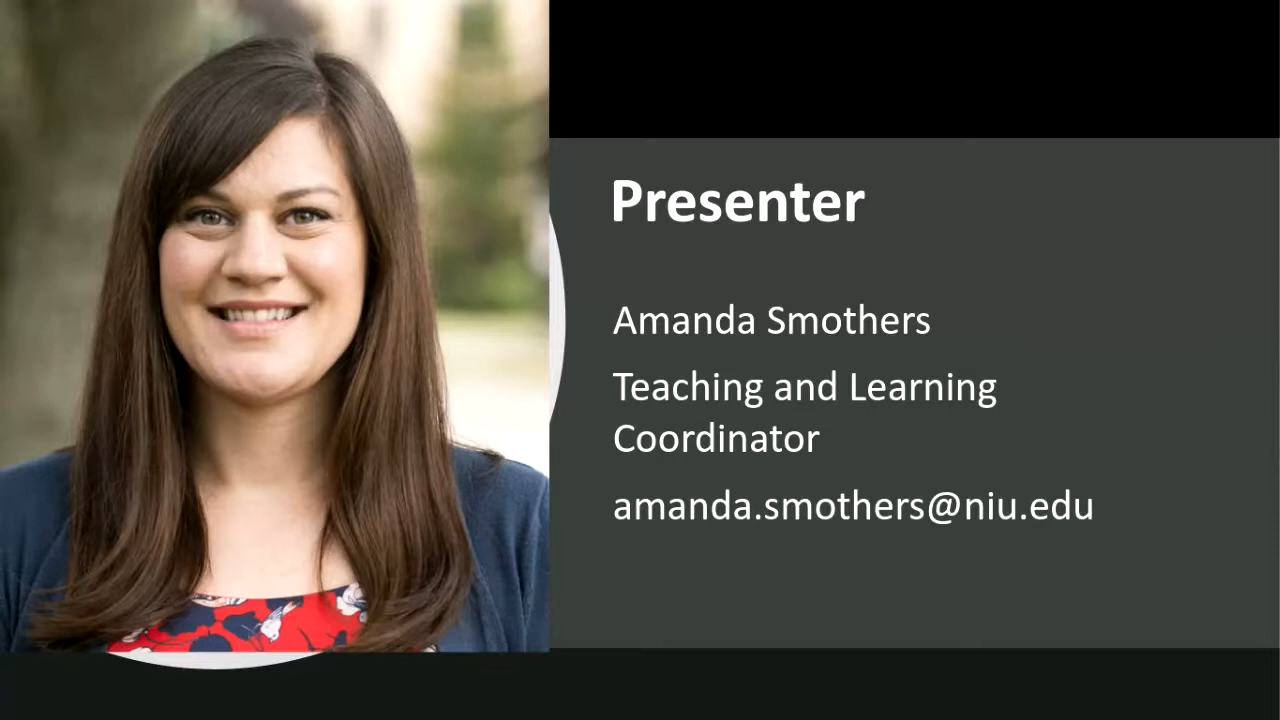 Presenter
Amanda Smothers
Teaching and Learning
Coordinator
amanda.smothers@niu.edu